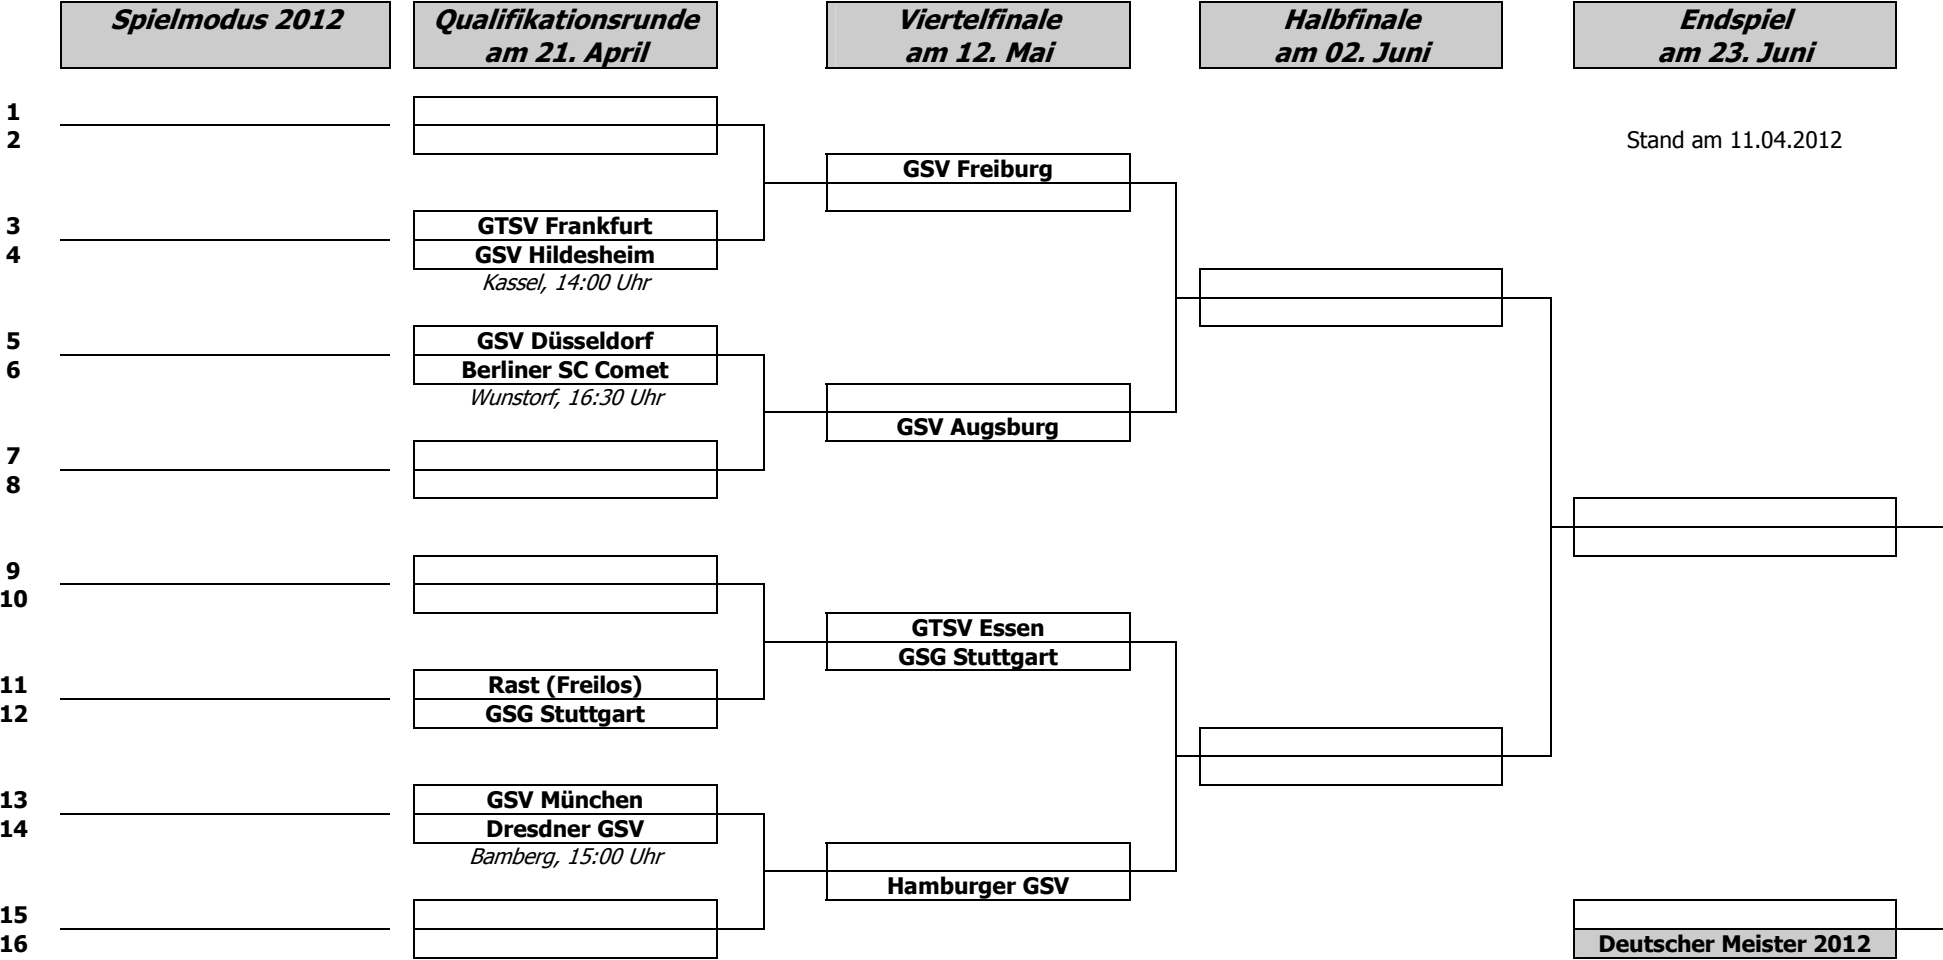 Spielmodus 2012
Qualifikationsrunde
am 21. April
Viertelfinale
am 12. Mai
Halbfinale
am 02. Juni
Endspiel
am 23. Juni
1
2
Stand am 11.04.2012
GSV Freiburg
3
GTSV Frankfurt
4
GSV Hildesheim
Kassel, 14:00 Uhr
5
GSV Düsseldorf
6
Berliner SC Comet
Wunstorf, 16:30 Uhr
GSV Augsburg
7
8
9
10
GTSV Essen
GSG Stuttgart
11
Rast (Freilos)
12
GSG Stuttgart
13
GSV München
14
Dresdner GSV
Bamberg, 15:00 Uhr
Hamburger GSV
15
16
Deutscher Meister 2012